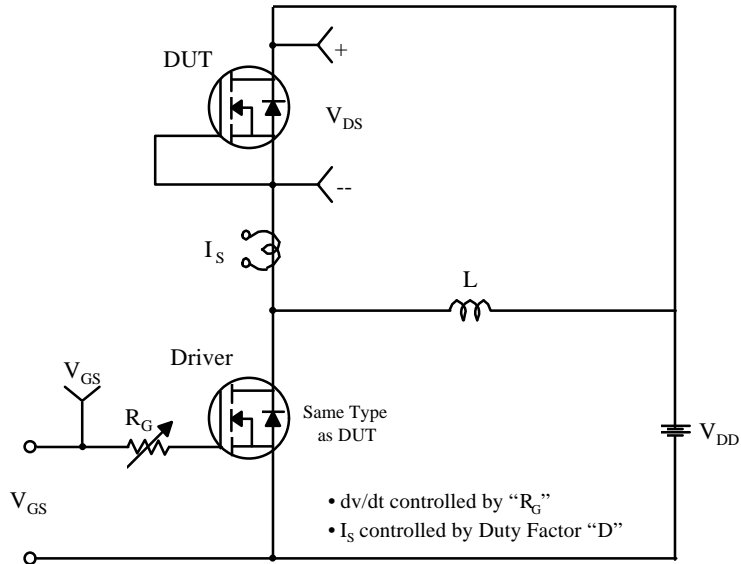 DUT
+
V_DS
--
I_S
L
Driver
V_GS
R_G
Same Type
as DUT
V_DD
V_GS
• dv/dt controlled by “R_G”
• I_S controlled by Duty Factor “D”